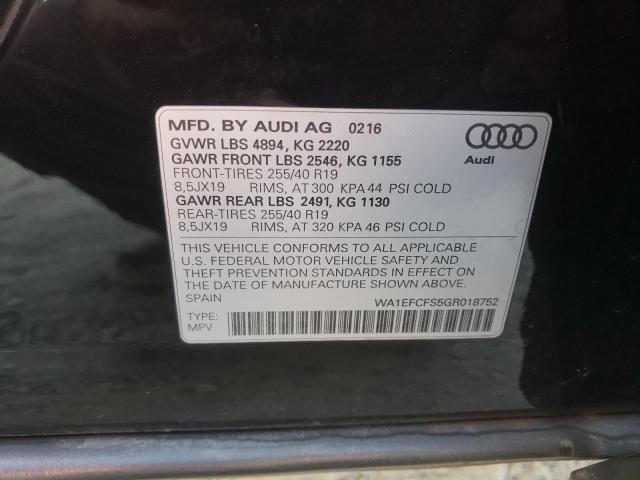 MFD. BY AUDI AG 0216
GVWR LBS 4894, KG 2220
GAWR FRONT LBS 2546, KG 1155
FRONT-TIRES 255/40 R19
8,5JX19 RIMS, AT 300 KPA 44 PSI COLD
GAWR REAR LBS 2491, KG 1130
REAR-TIRES 255/40 R19
8,5JX19 RIMS, AT 320 KPA 46 PSI COLD
Audi
THIS VEHICLE CONFORMS TO ALL APPLICABLE
U.S. FEDERAL MOTOR VEHICLE SAFETY AND
THEFT PREVENTION STANDARDS IN EFFECT ON
THE DATE OF MANUFACTURE SHOWN ABOVE.
SPAIN WA1EFCFS5GR018752
TYPE:
MPV